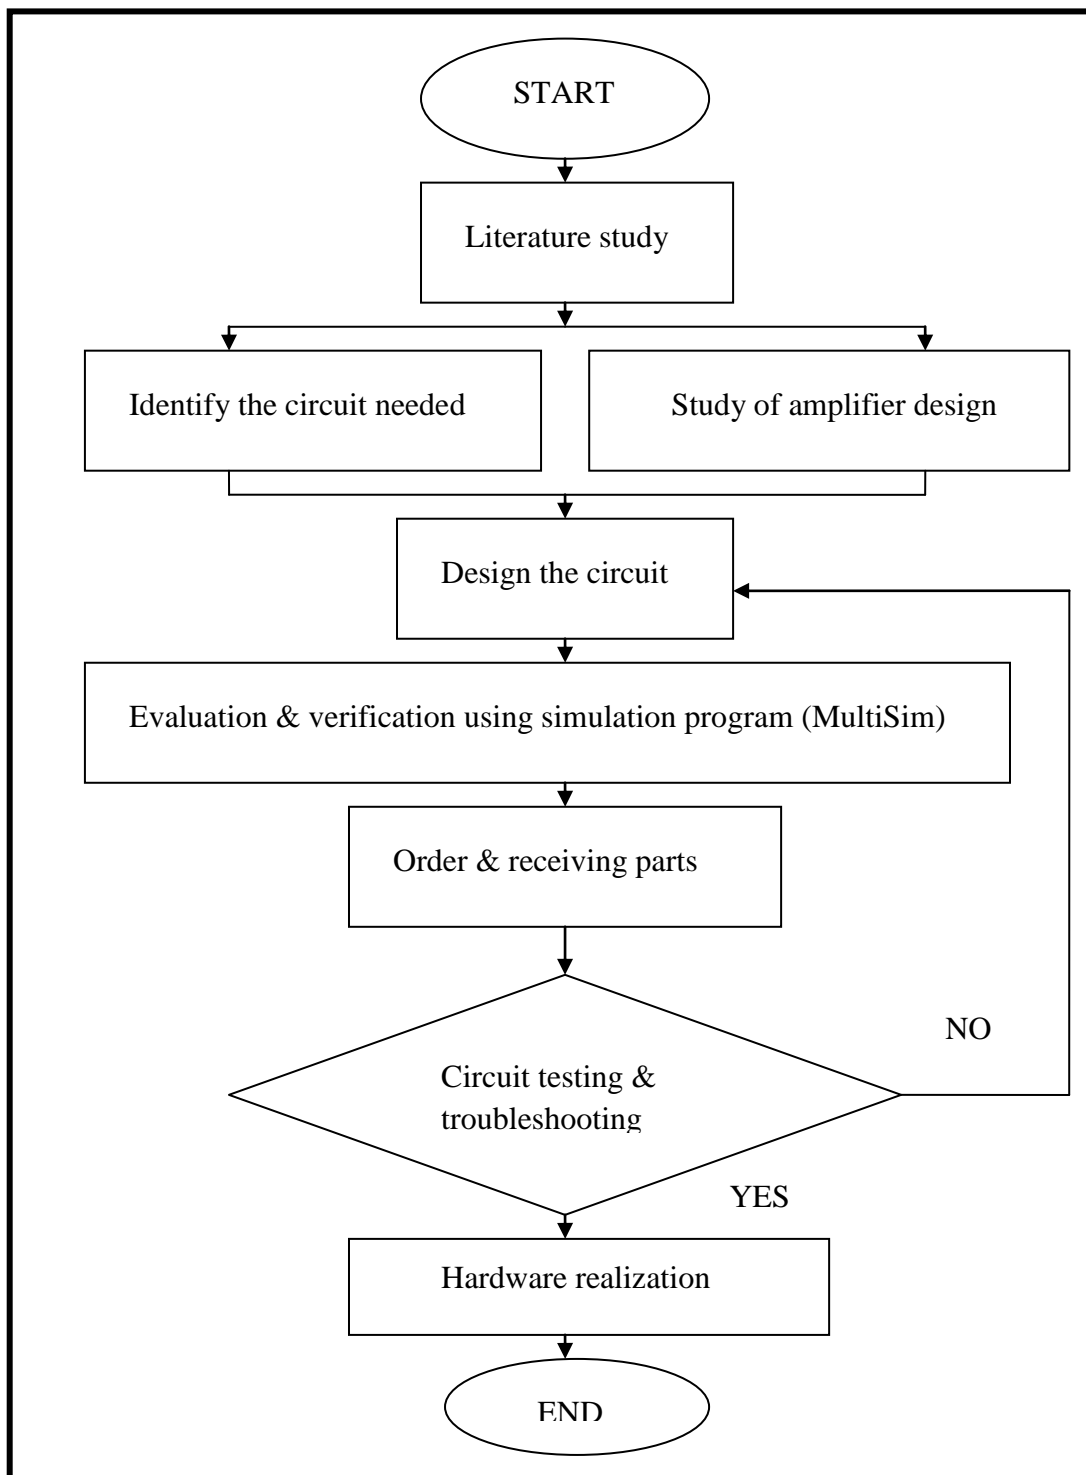 START
Literature study
Identify the circuit needed
Study of amplifier design
Design the circuit
Evaluation & verification using simulation program (MultiSim)
Order & receiving parts
NO
Circuit testing &
troubleshooting
YES
Hardware realization
END